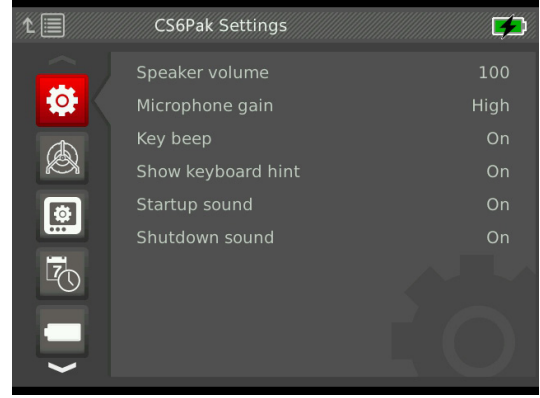 CS6Pak Settings
Speaker volume 100
Microphone gain High
Key beep On
Show keyboard hint On
Startup sound On
Shutdown sound On
7